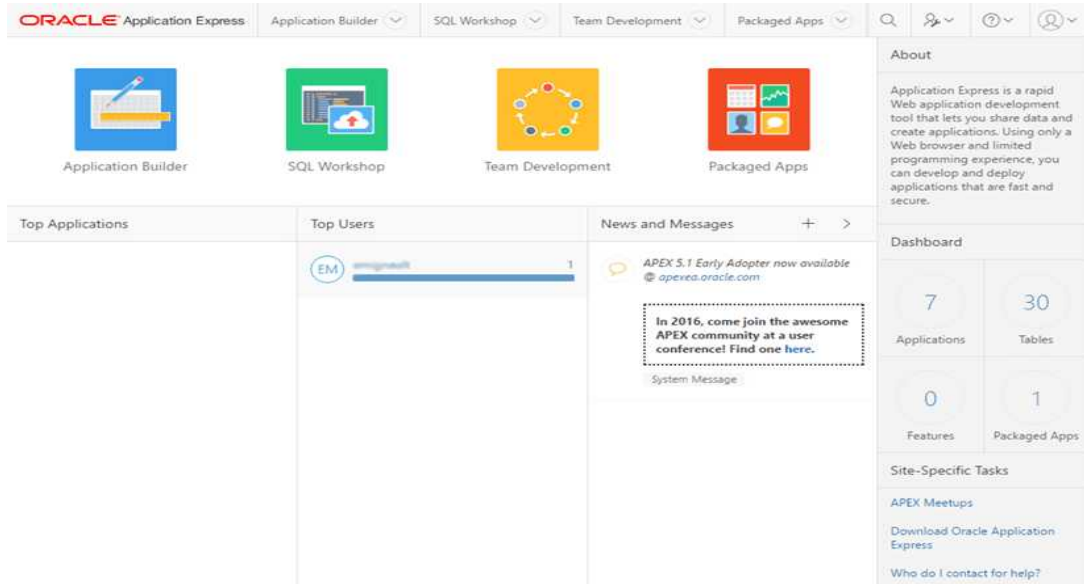 ORACLE Application Express
Application Builder
SQL Workshop
Team Development
Packaged Apps
Application Builder
SQL Workshop
Team Development
Packaged Apps
Top Applications
Top Users
EM
1
News and Messages
APEX 5.1 Early Adopter now available
@ apexea.oracle.com
In 2016, come join the awesome
APEX community at a user
conference! Find one here.
System Message
About
Application Express is a rapid
Web application development
tool that lets you share data and
create applications. Using only a
Web browser and limited
programming experience, you
can develop and deploy
applications that are fast and
secure.
Dashboard
7
Applications
30
Tables
0
Features
1
Packaged Apps
Site-Specific Tasks
APEX Meetups
Download Oracle Application
Express
Who do I contact for help?